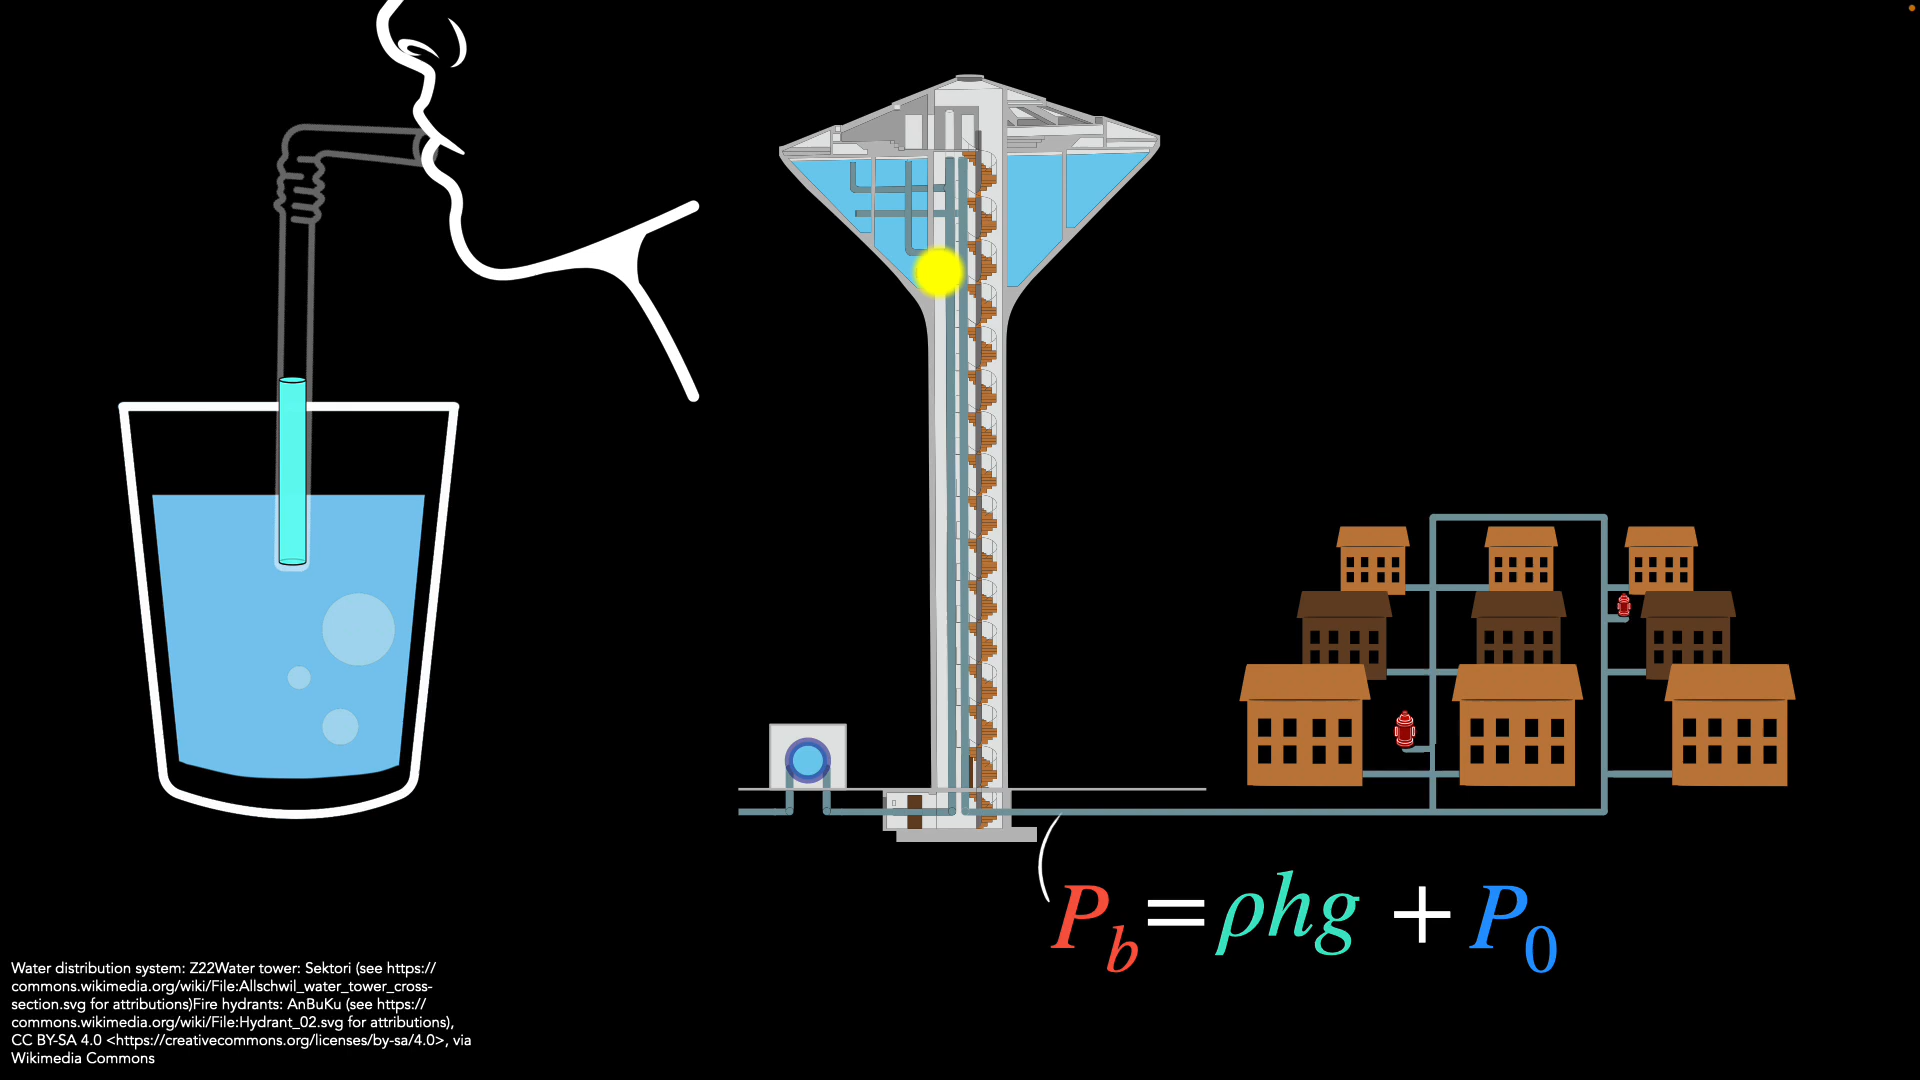 P_b = ρhg + P_0
Water distribution system: Z22Water tower: Sektori (see https://
commons.wikimedia.org/wiki/File:Allschwil_water_tower_cross-
section.svg for attributions)Fire hydrants: AnBuKu (see https://
commons.wikimedia.org/wiki/File:Hydrant_02.svg for attributions),
CC BY-SA 4.0 <https://creativecommons.org/licenses/by-sa/4.0>, via
Wikimedia Commons